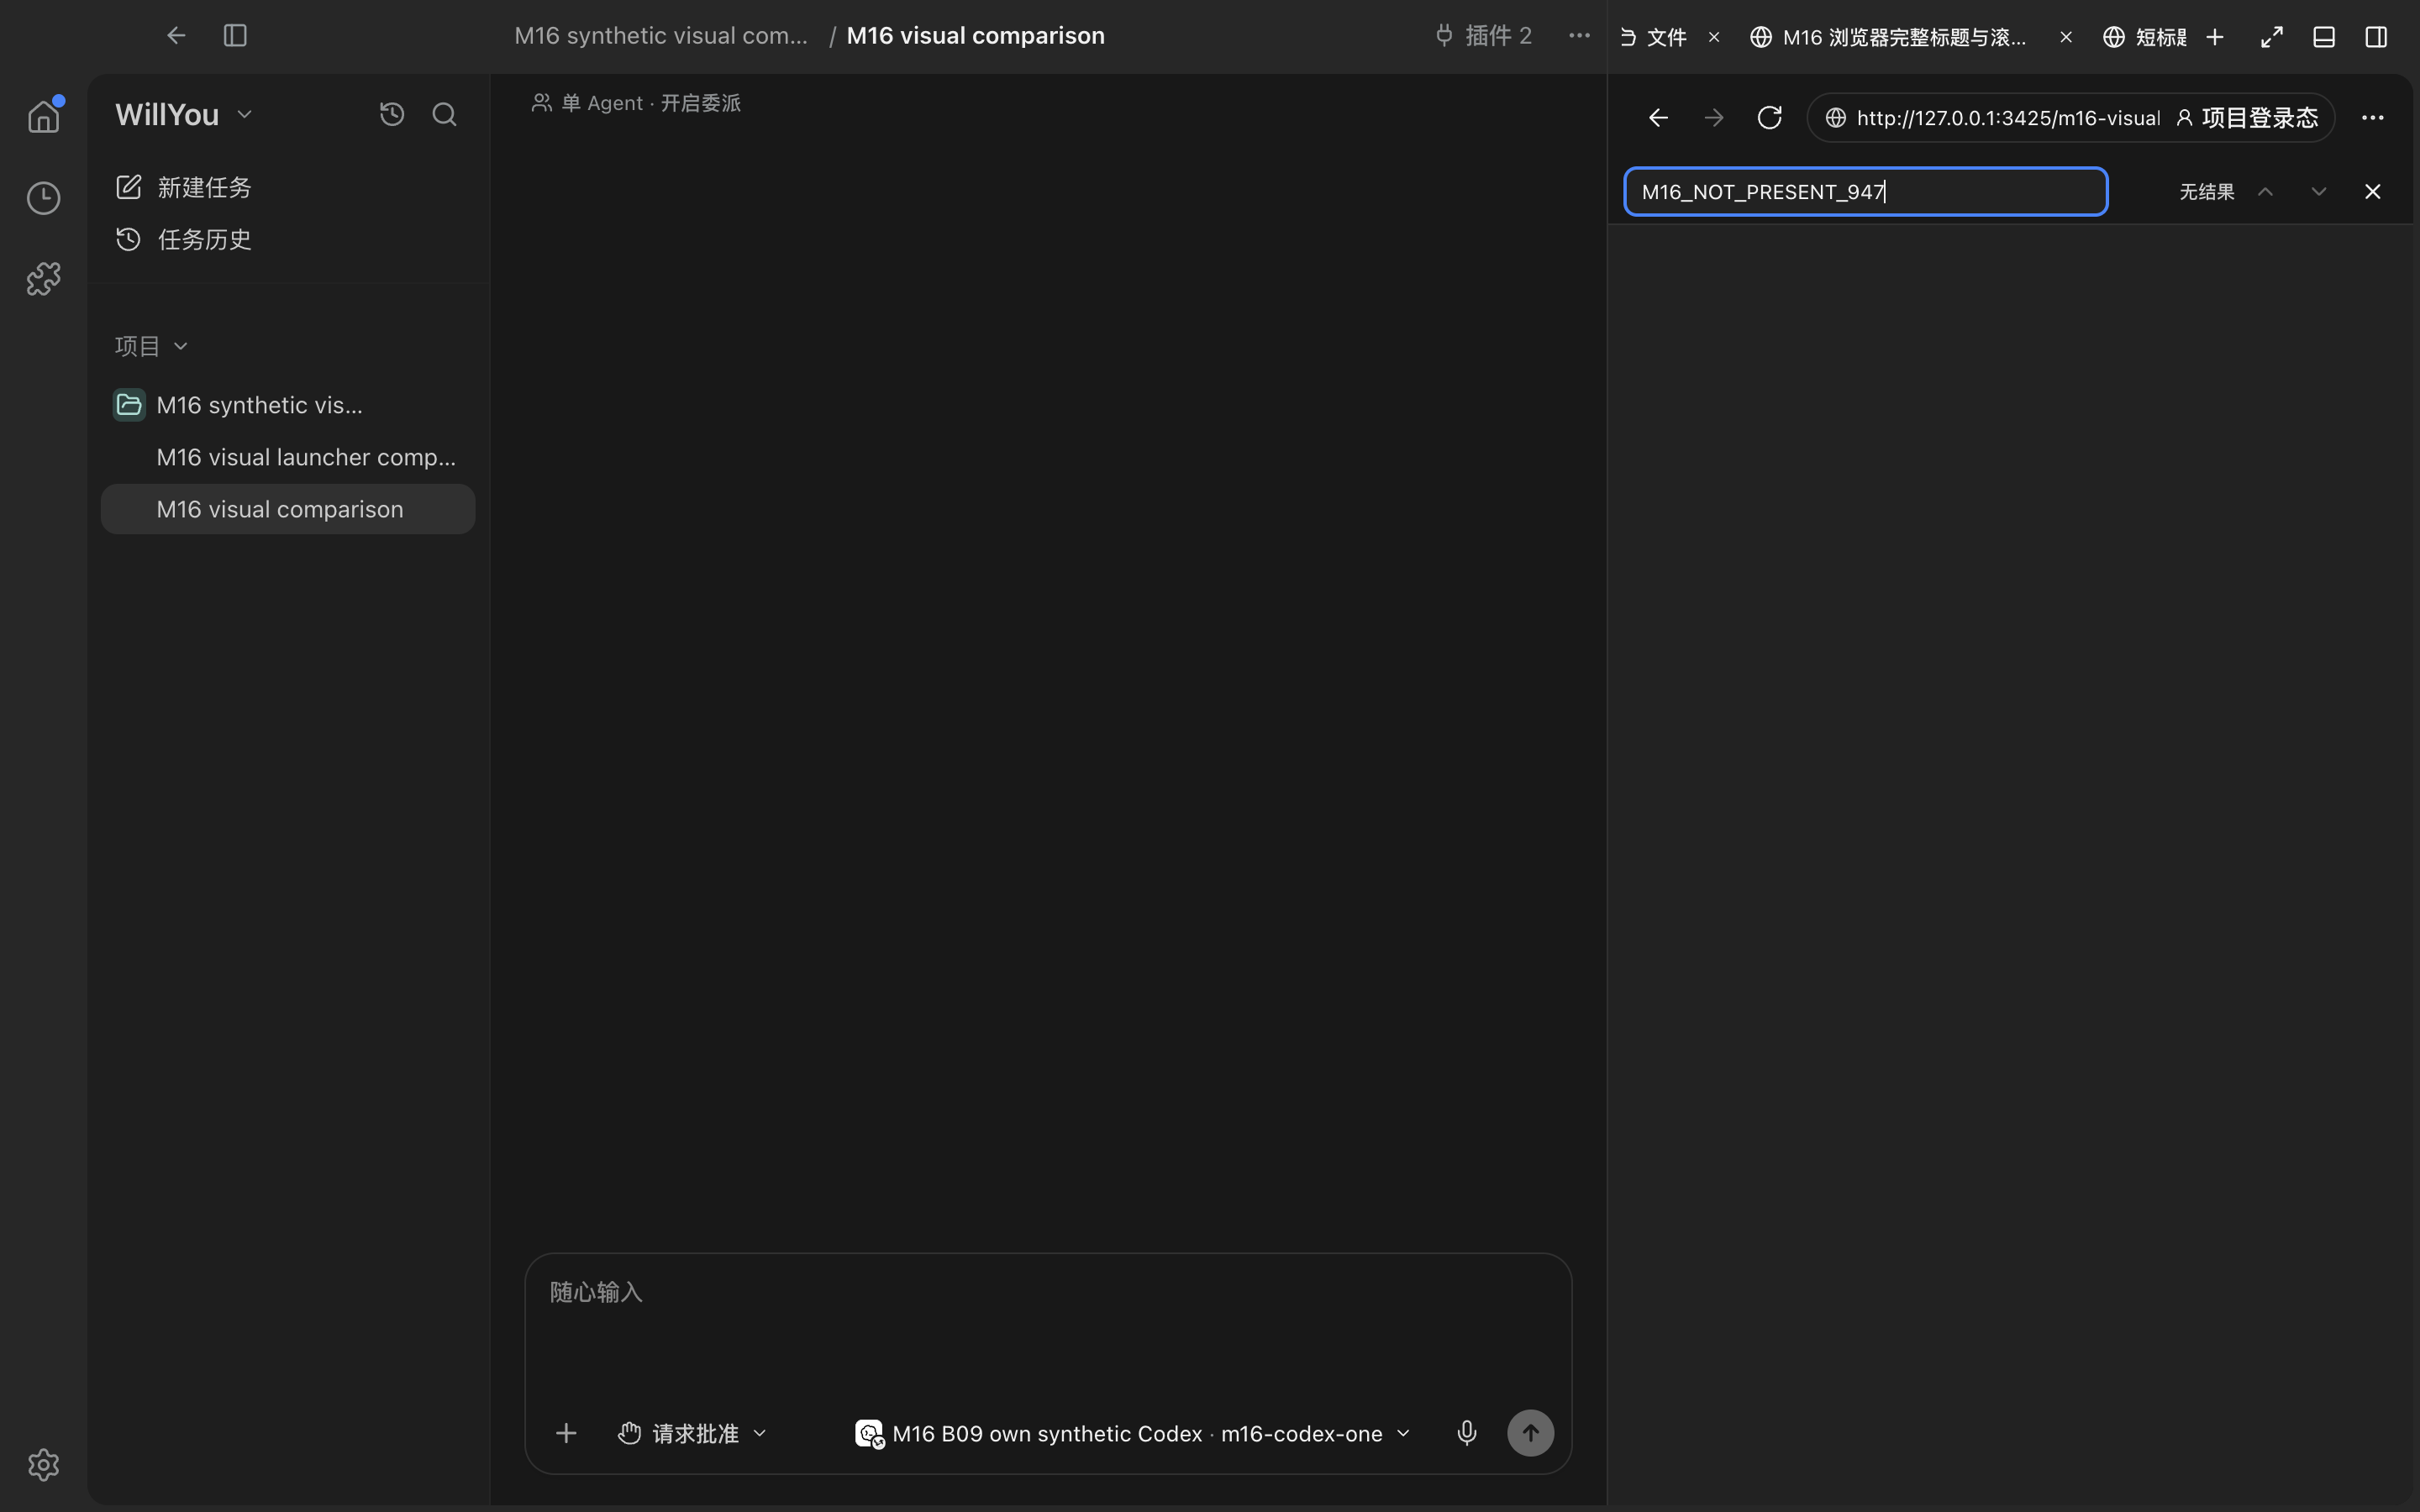 M16 synthetic visual com... / M16 visual comparison
插件 2
文件
M16 浏览器完整标题与滚...
短标题
WillYou
新建任务
任务历史
项目
M16 synthetic vis...
M16 visual launcher comp...
M16 visual comparison
单 Agent · 开启委派
随心输入
请求批准
M16 B09 own synthetic Codex · m16-codex-one
http://127.0.0.1:3425/m16-visual
项目登录态
M16_NOT_PRESENT_947
无结果